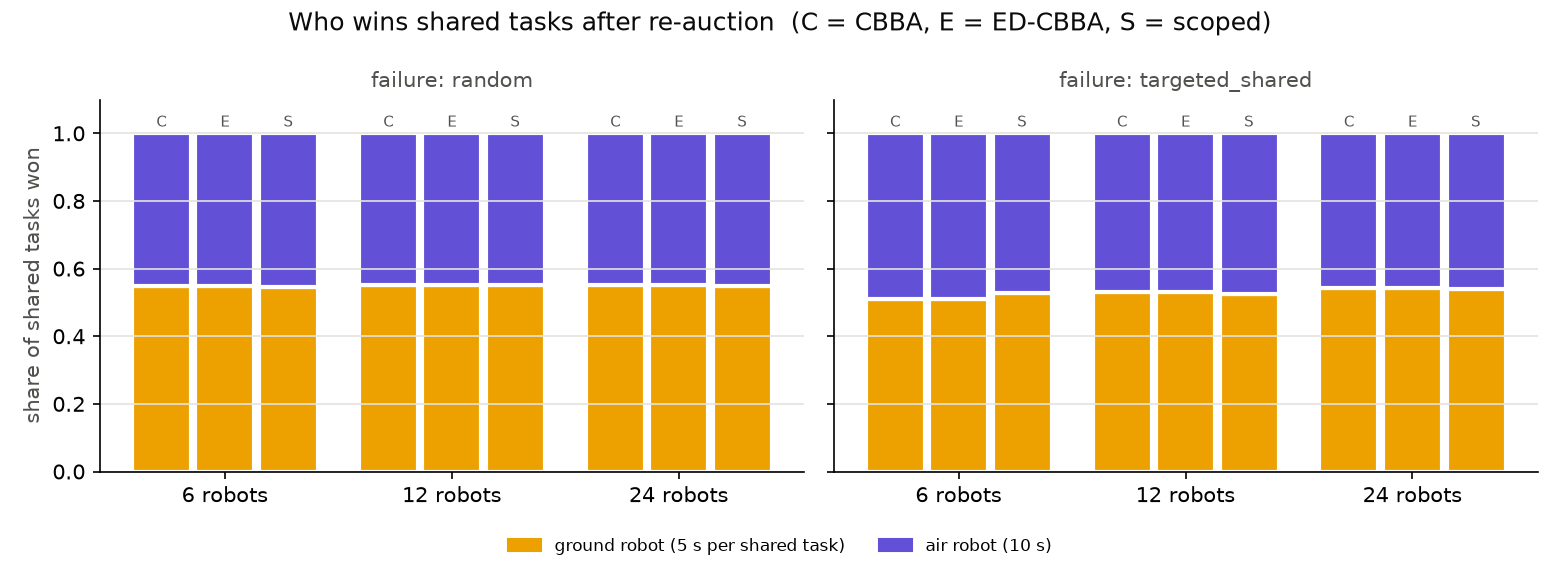 Who wins shared tasks after re-auction  (C = CBBA, E = ED-CBBA, S = scoped)
failure: random
failure: targeted_shared
share of shared tasks won
1.0
0.8
0.6
0.4
0.2
0.0
C E S C E S C E S
C E S C E S C E S
6 robots 12 robots 24 robots
6 robots 12 robots 24 robots
ground robot (5 s per shared task)
air robot (10 s)